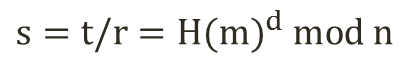 s = t/r = H(m)ᵈ mod n